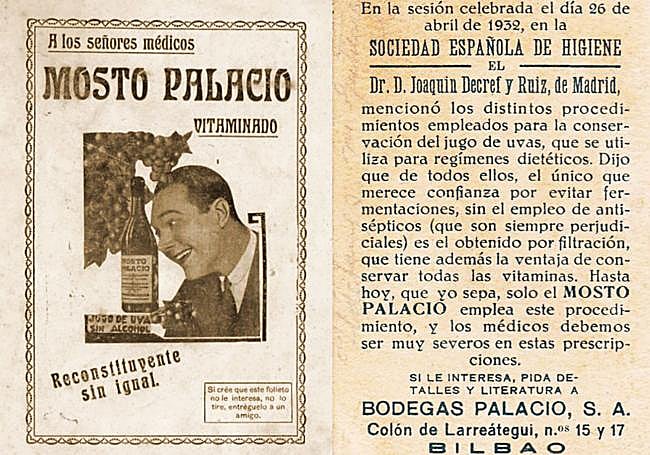 A los señores médicos
MOSTO PALACIO
VITAMINADO
MOSTO
PALACIO
JUGO DE UVA
SIN ALCOHOL
Reconstituyente
sin igual.
Si crée que este folleto
no le interesa, no lo
tire, entréguelo a un
amigo.
En la sesión celebrada el día 26 de
abril de 1932, en la
SOCIEDAD ESPAÑOLA DE HIGIENE
EL
Dr. D. Joaquin Decref y Ruiz, de Madrid,
mencionó los distintos procedi-
mientos empleados para la conser-
vación del jugo de uvas, que se uti-
liza para regímenes dietéticos. Dijo
que de todos ellos, el único que
merece confianza por evitar fer-
mentaciones, sin el empleo de anti-
sépticos (que son siempre perjudi-
ciales) es el obtenido por filtración,
que tiene además la ventaja de con-
servar todas las vitaminas. Hasta
hoy, que yo sepa, solo el MOSTO
PALACIO emplea este procedi-
miento, y los médicos debemos
ser muy severos en estas prescrip-
ciones.
SI LE INTERESA, PIDA DE-
TALLES Y LITERATURA A
BODEGAS PALACIO, S. A.
Colón de Larreátegui, n.os 15 y 17
BILBAO